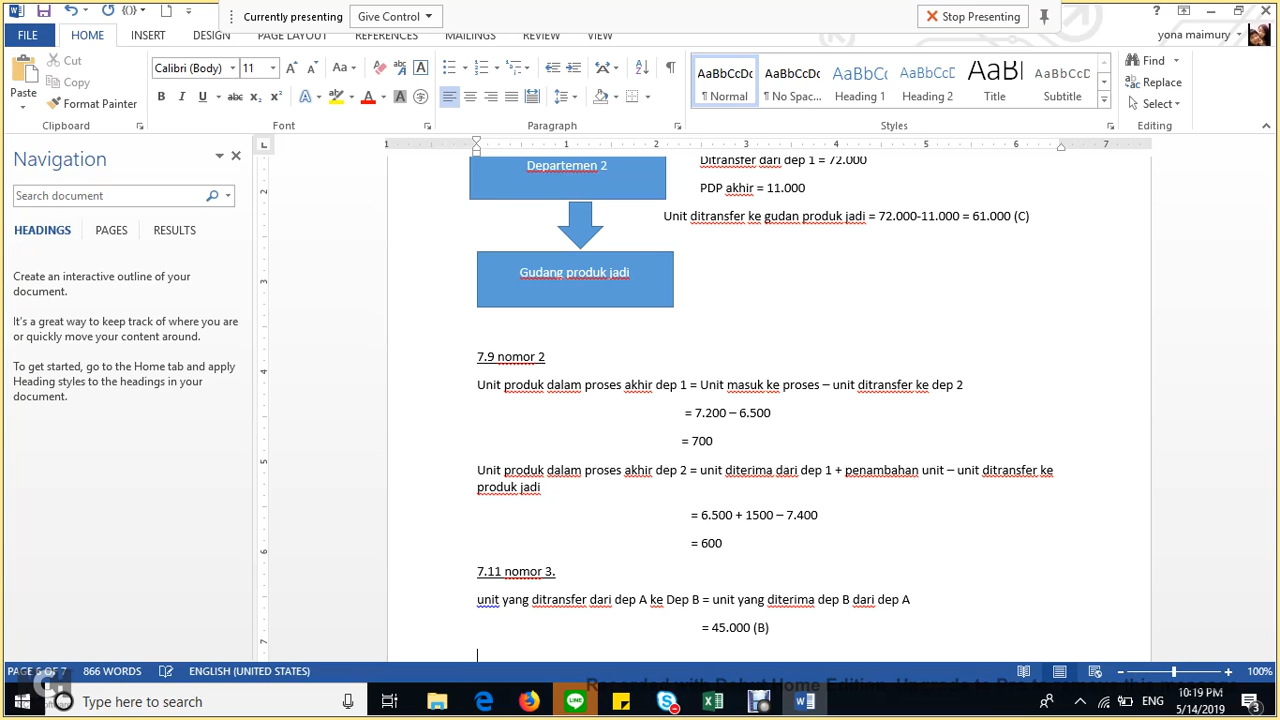 Currently presenting
Give Control
Stop Presenting
FILE
HOME
INSERT
DESIGN
PAGE LAYOUT
REFERENCES
MAILINGS
REVIEW
VIEW
yona maimury
Cut
Copy
Format Painter
Paste
Clipboard
Calibri (Body)
11
Font
Paragraph
AaBbCcDc
¶ Normal
AaBbCcDc
¶ No Spac...
AaBbCc
Heading 1
AaBbCcC
Heading 2
AaBl
Title
AaBbCcD
Subtitle
Styles
Find
Replace
Select
Editing
Navigation
Search document
HEADINGS
PAGES
RESULTS
Create an interactive outline of your
document.
It's a great way to keep track of where you are
or quickly move your content around.
To get started, go to the Home tab and apply
Heading styles to the headings in your
document.
Departemen 2
Ditransfer dari dep 1 = 72.000
PDP akhir = 11.000
Unit ditransfer ke gudan produk jadi = 72.000-11.000 = 61.000 (C)
Gudang produk jadi
7.9 nomor 2
Unit produk dalam proses akhir dep 1 = Unit masuk ke proses – unit ditransfer ke dep 2
= 7.200 – 6.500
= 700
Unit produk dalam proses akhir dep 2 = unit diterima dari dep 1 + penambahan unit – unit ditransfer ke
produk jadi
= 6.500 + 1500 – 7.400
= 600
7.11 nomor 3.
unit yang ditransfer dari dep A ke Dep B = unit yang diterima dep B dari dep A
= 45.000 (B)
PAGE 6 OF 7
866 WORDS
ENGLISH (UNITED STATES)
100%
Type here to search
ENG
10:19 PM
5/14/2019
3